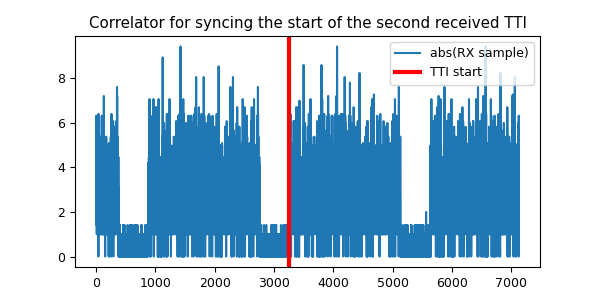 Correlator for syncing the start of the second received TTI
abs(RX sample)
TTI start
8
6
4
2
0
0 1000 2000 3000 4000 5000 6000 7000